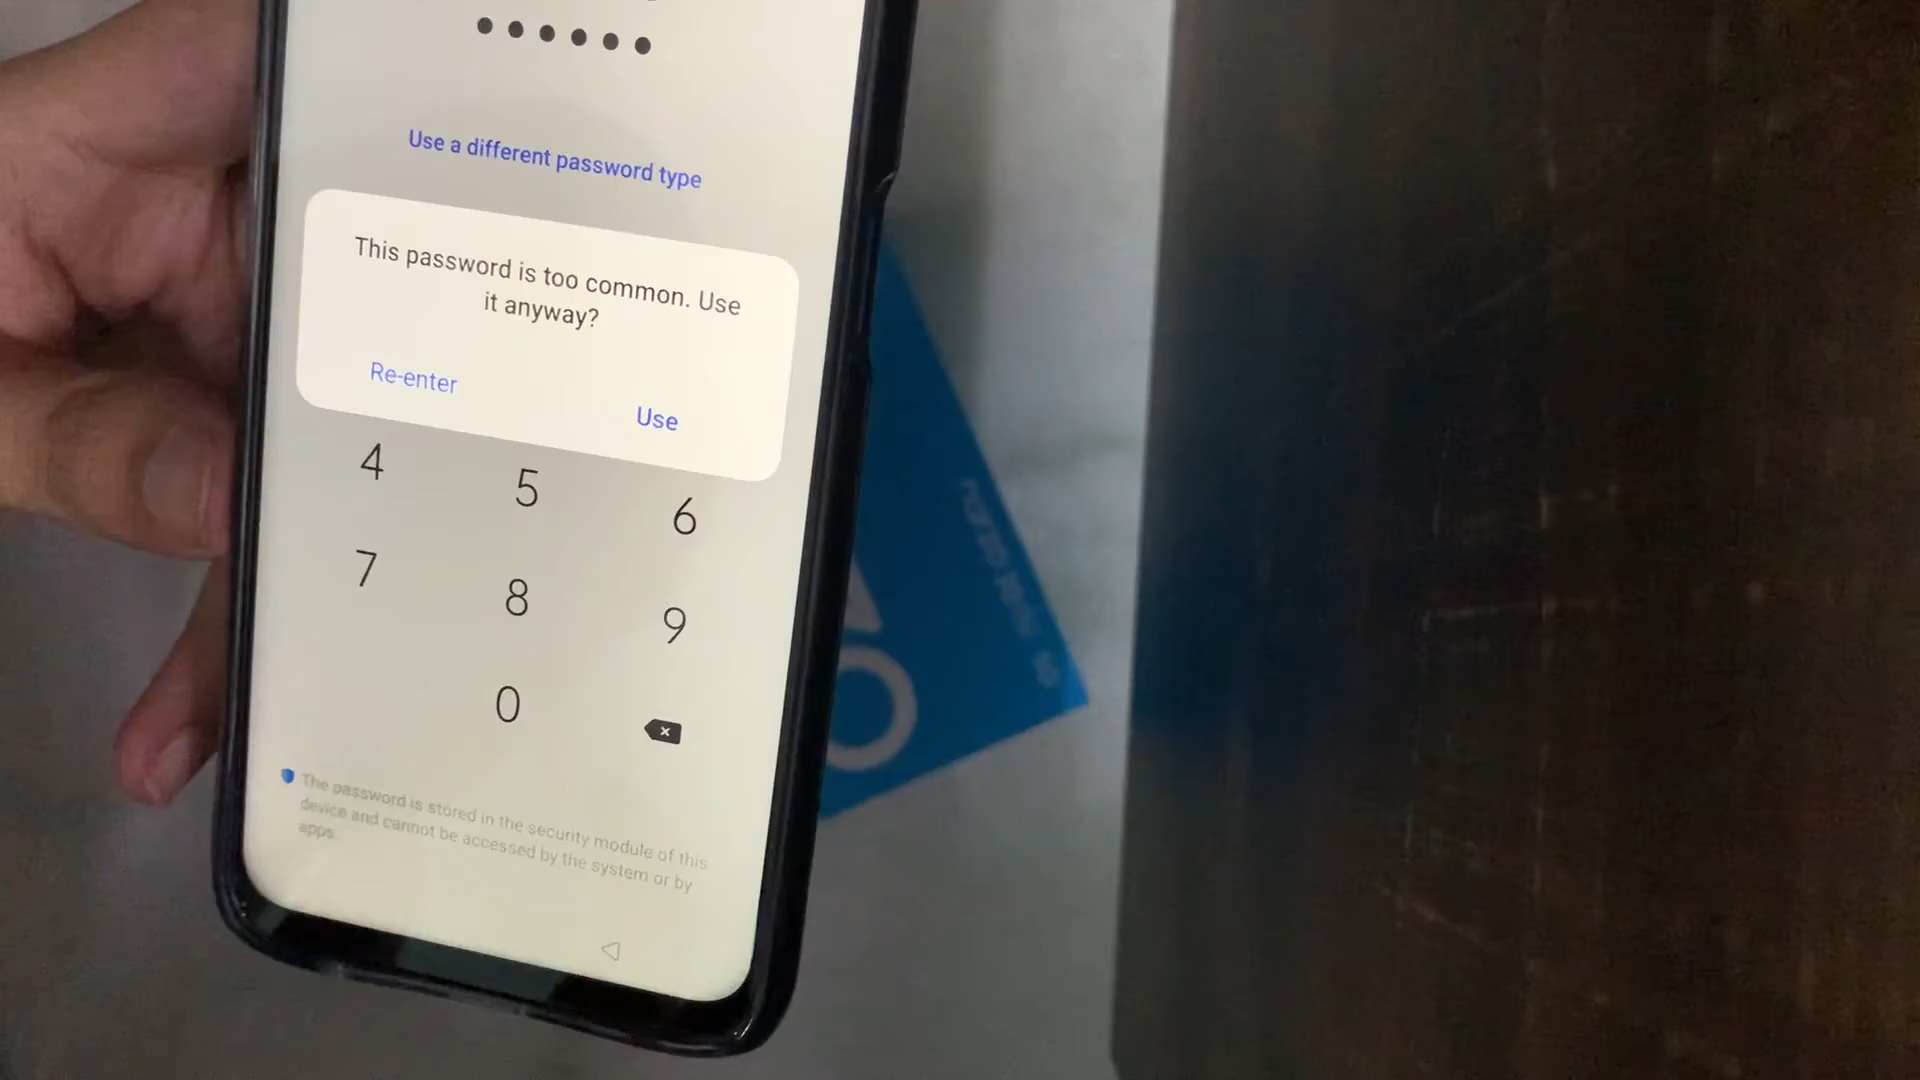 Use a different password type
This password is too common. Use
it anyway?
Re-enter
Use
4
5
6
7
8
9
0
The password is stored in the security module of this
device and cannot be accessed by the system or by
apps.